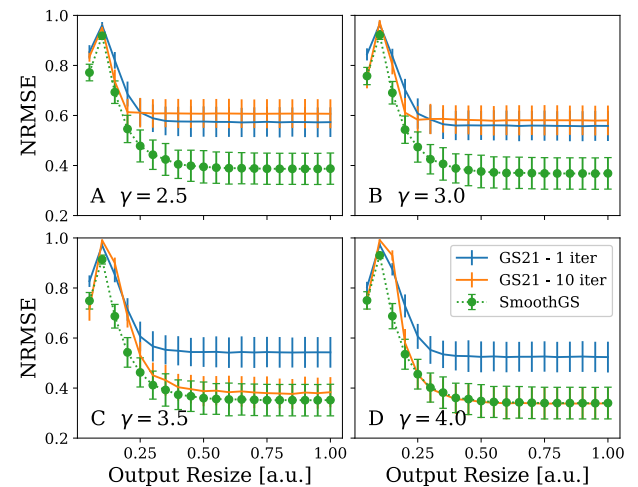 NRMSE
1.0
0.8
0.6
0.4
0.2
A γ = 2.5
B γ = 3.0
NRMSE
1.0
0.8
0.6
0.4
0.2
C γ = 3.5
GS21 - 1 iter
GS21 - 10 iter
SmoothGS
D γ = 4.0
0.25 0.50 0.75 1.00
0.25 0.50 0.75 1.00
Output Resize [a.u.]
Output Resize [a.u.]